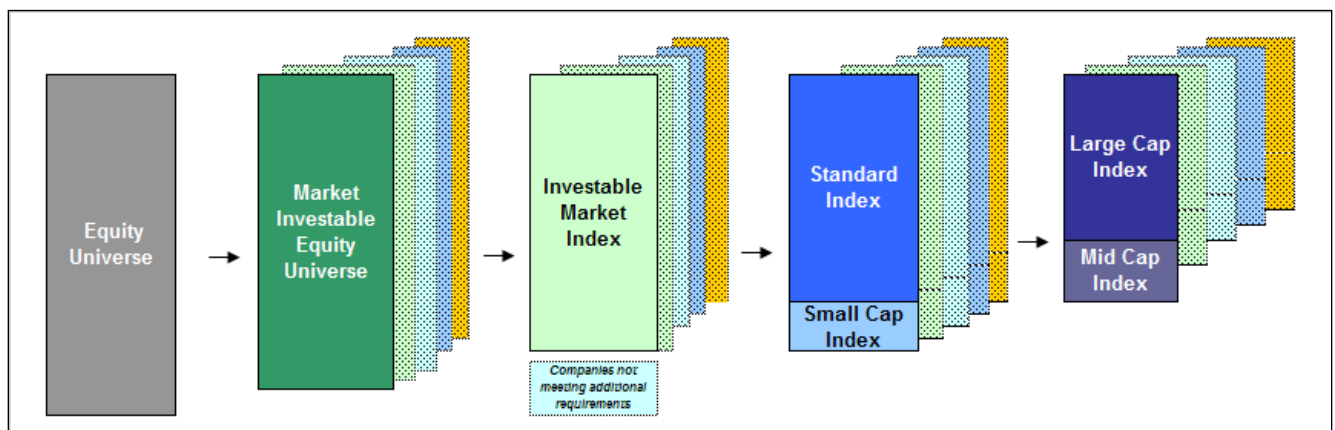 Equity
Universe
Market
Investable
Equity
Universe
Investable
Market
Index
Companies not
meeting additional
requirements
Standard
Index
Small Cap
Index
Large Cap
Index
Mid Cap
Index